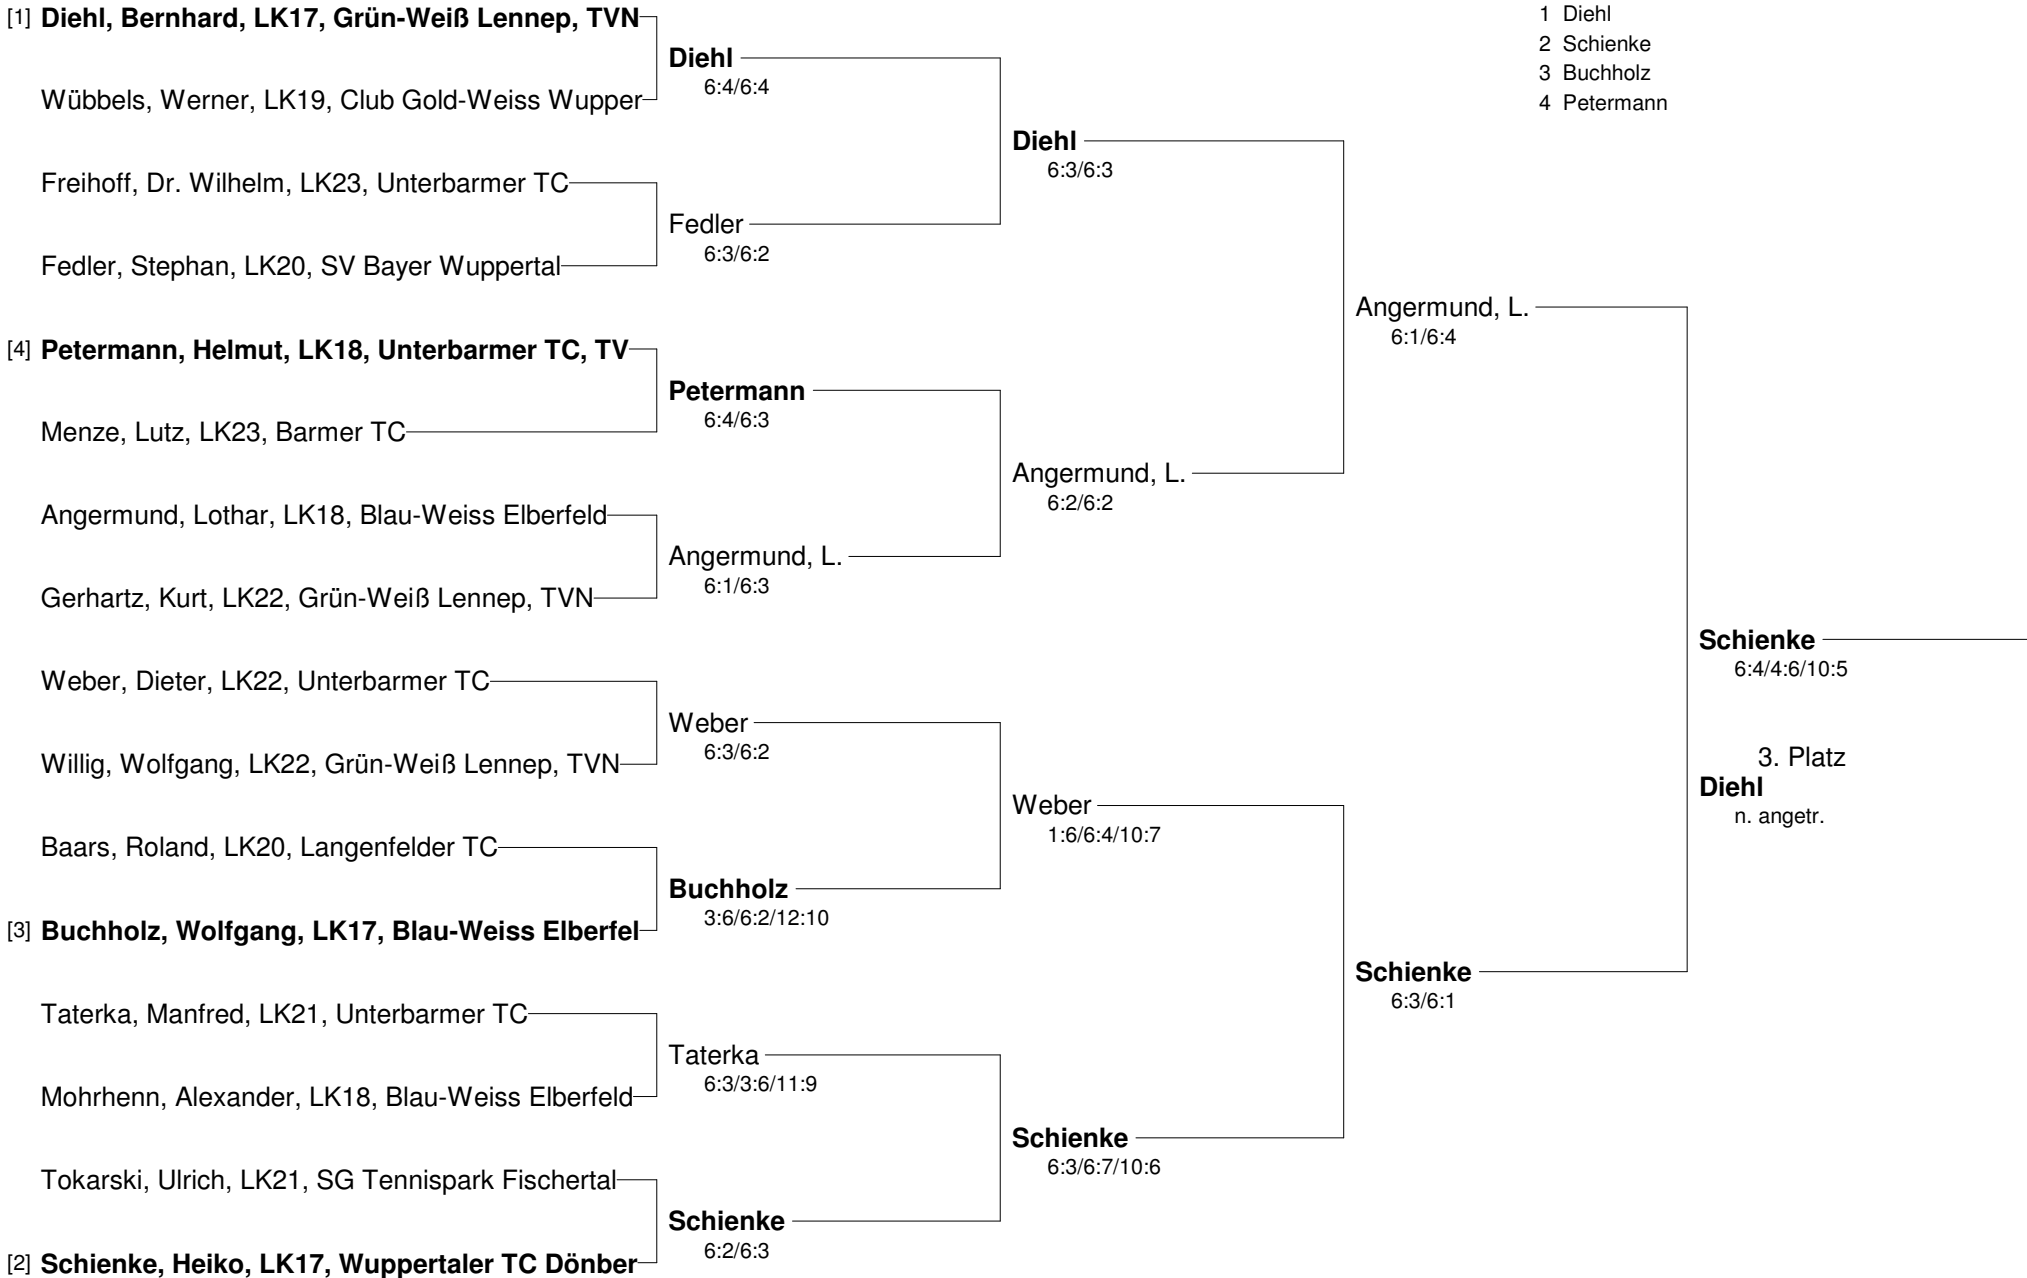 [1] Diehl, Bernhard, LK17, Grün-Weiß Lennep, TVN
Wübbels, Werner, LK19, Club Gold-Weiss Wupper
Freihoff, Dr. Wilhelm, LK23, Unterbarmer TC
Fedler, Stephan, LK20, SV Bayer Wuppertal
[4] Petermann, Helmut, LK18, Unterbarmer TC, TV
Menze, Lutz, LK23, Barmer TC
Angermund, Lothar, LK18, Blau-Weiss Elberfeld
Gerhartz, Kurt, LK22, Grün-Weiß Lennep, TVN
Weber, Dieter, LK22, Unterbarmer TC
Willig, Wolfgang, LK22, Grün-Weiß Lennep, TVN
Baars, Roland, LK20, Langenfelder TC
[3] Buchholz, Wolfgang, LK17, Blau-Weiss Elberfel
Taterka, Manfred, LK21, Unterbarmer TC
Mohrhenn, Alexander, LK18, Blau-Weiss Elberfeld
Tokarski, Ulrich, LK21, SG Tennispark Fischertal
[2] Schienke, Heiko, LK17, Wuppertaler TC Dönber
Diehl
6:4/6:4
Fedler
6:3/6:2
Petermann
6:4/6:3
Angermund, L.
6:1/6:3
Weber
6:3/6:2
Buchholz
3:6/6:2/12:10
Taterka
6:3/3:6/11:9
Schienke
6:2/6:3
Diehl
6:3/6:3
Angermund, L.
6:2/6:2
Weber
1:6/6:4/10:7
Schienke
6:3/6:7/10:6
Angermund, L.
6:1/6:4
Schienke
6:3/6:1
Schienke
6:4/4:6/10:5
3. Platz
Diehl
n. angetr.
1 Diehl
2 Schienke
3 Buchholz
4 Petermann